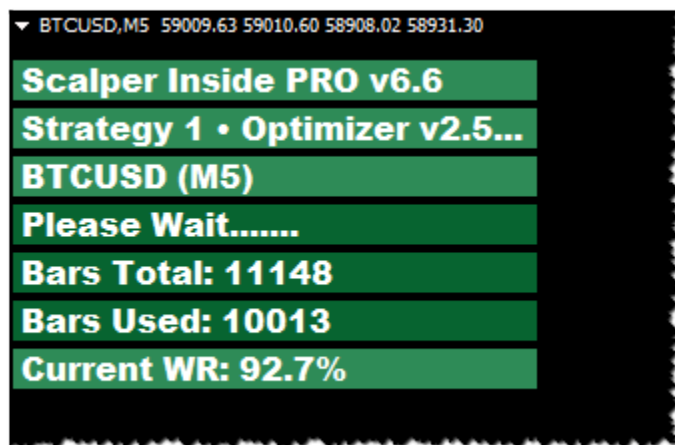 BTCUSD,M5 59009.63 59010.60 58908.02 58931.30
Scalper Inside PRO v6.6
Strategy 1 • Optimizer v2.5...
BTCUSD (M5)
Please Wait.......
Bars Total: 11148
Bars Used: 10013
Current WR: 92.7%